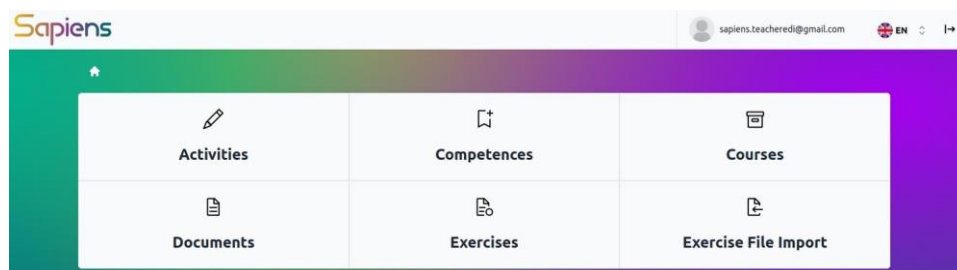 Sapiens
sapiens.teacheredi@gmail.com EN
Activities Competences Courses
Documents Exercises Exercise File Import